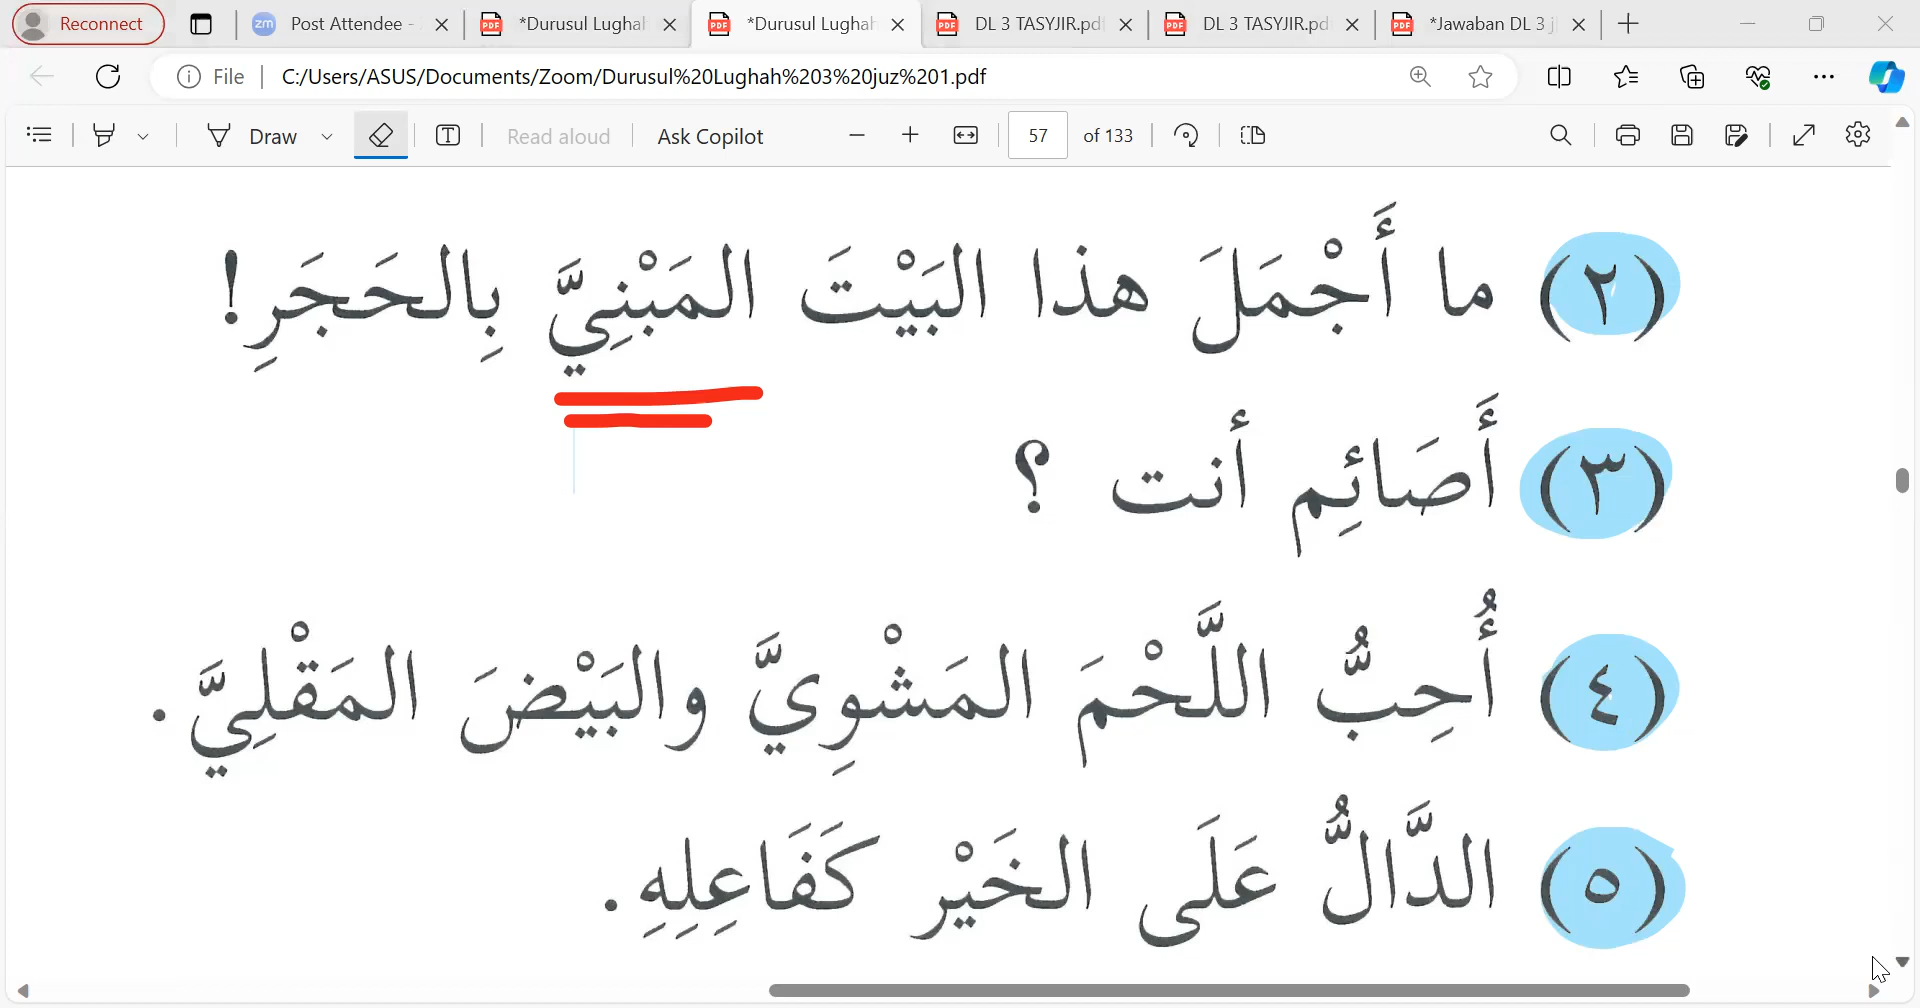 Reconnect
Post Attendee -
*Durusul Lughah
*Durusul Lughah
DL 3 TASYJIR.pdf
DL 3 TASYJIR.pdf
*Jawaban DL 3 j
File
C:/Users/ASUS/Documents/Zoom/Durusul%20Lughah%203%20juz%201.pdf
Draw
Read aloud
Ask Copilot
57 of 133
(٢) ما أَجْمَلَ هذا البَيْتَ المَبْنِيَّ بِالحَجَرِ!
(٣) أَصَائِم أنت ؟
(٤) أُحِبُّ اللَّحْمَ المَشْوِيَّ والبَيْضَ المَقْلِيَّ .
(٥) الدَّالُّ عَلَى الخَيْر كَفَاعِلِهِ .